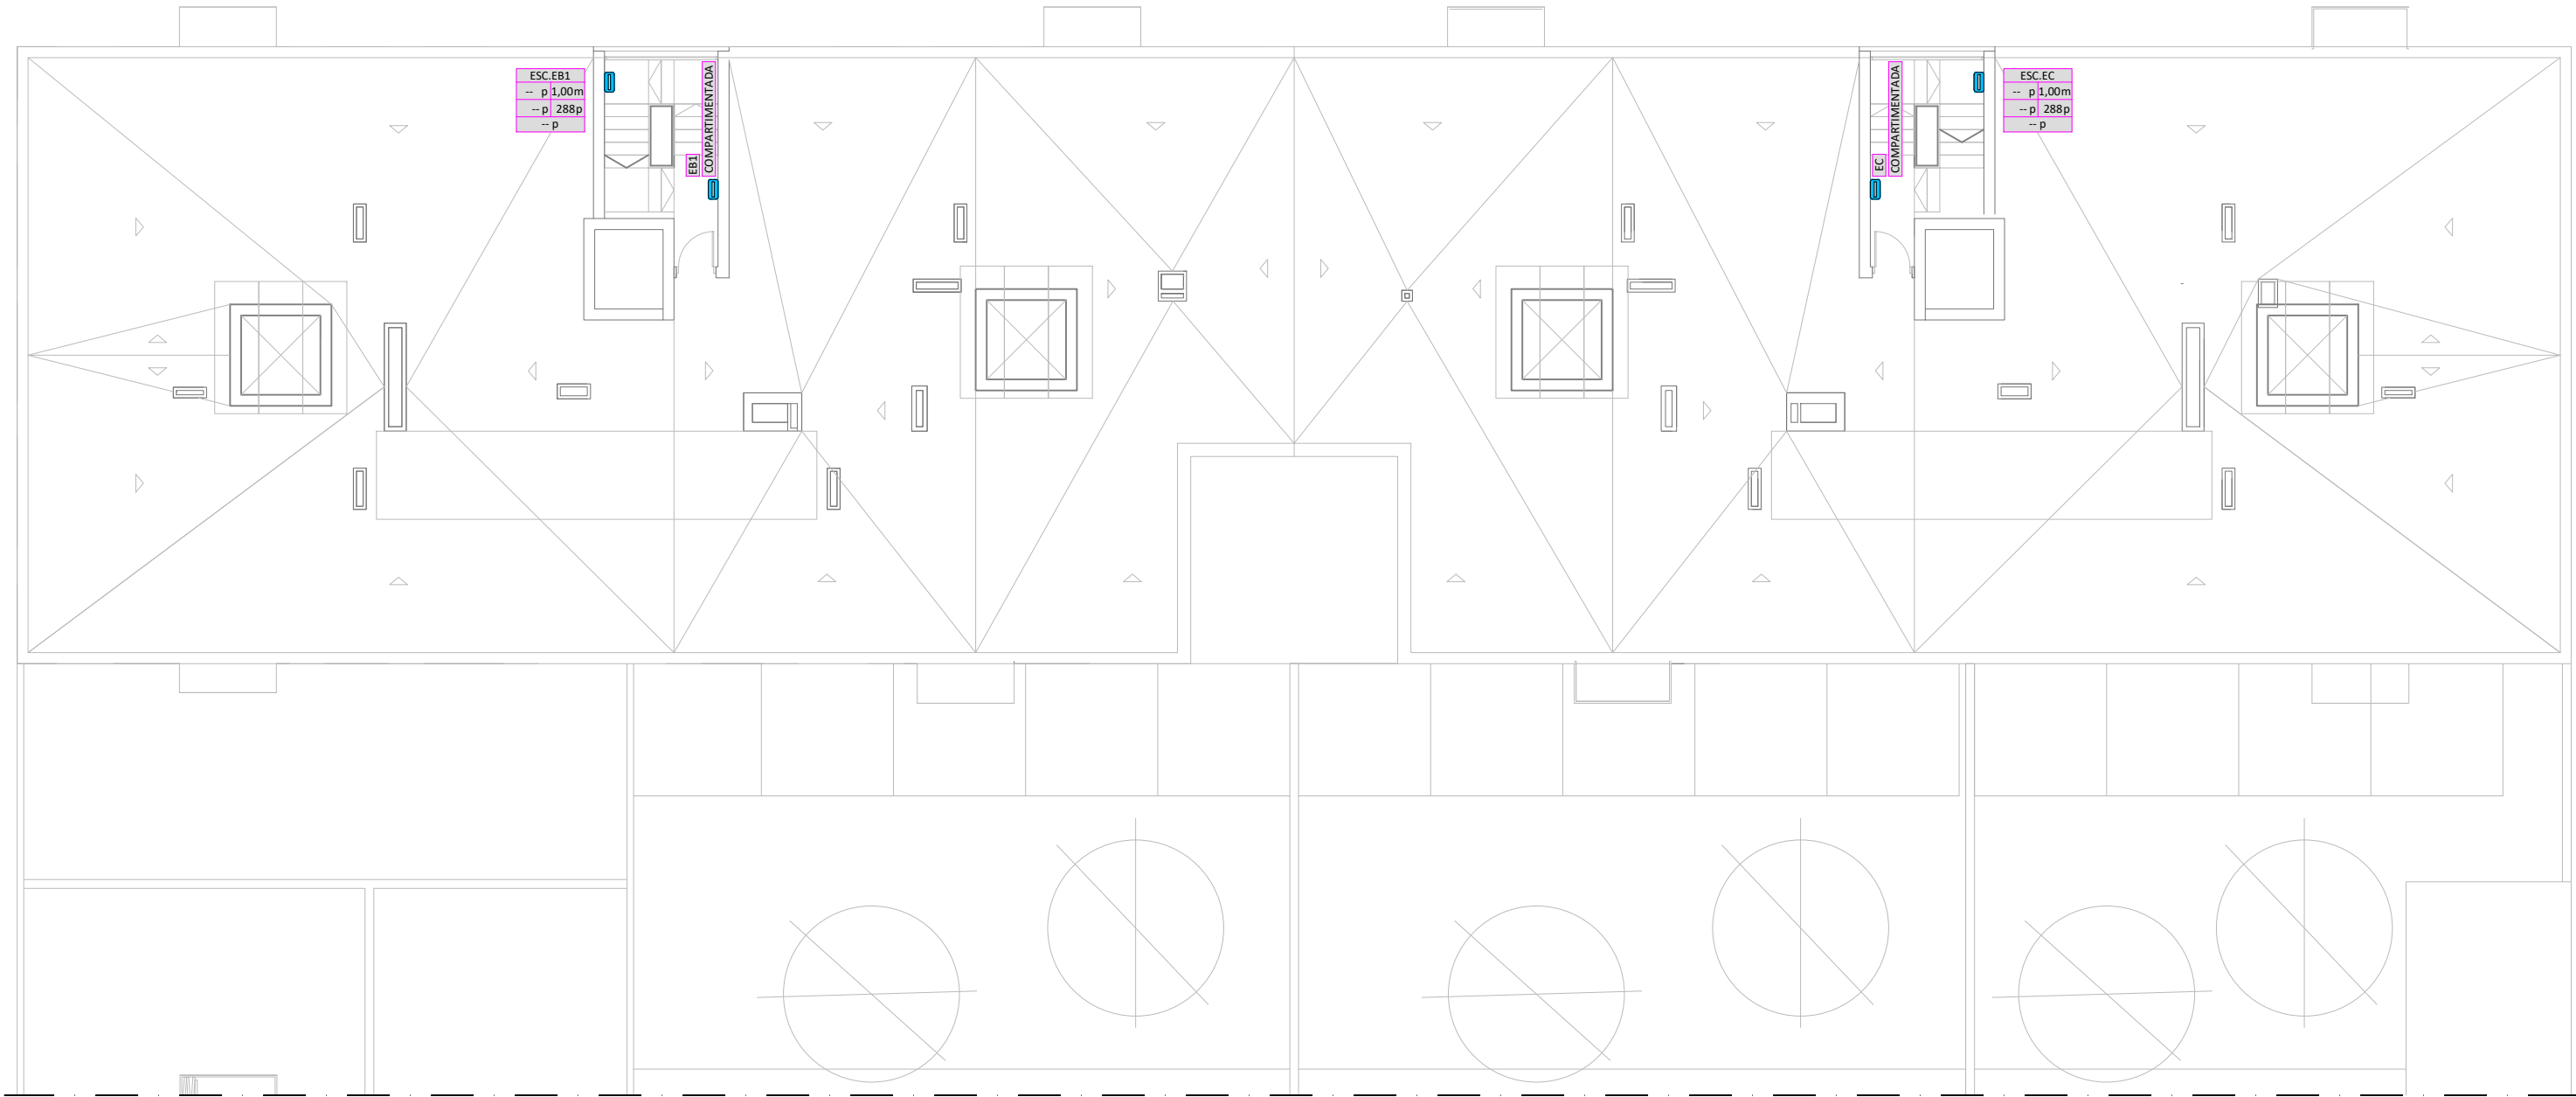 ESC.EB1
-- p 1,00m
-- p 288p
-- p
EB1
COMPARTIMENTADA
EC
COMPARTIMENTADA
ESC.EC
-- p 1,00m
-- p 288p
-- p